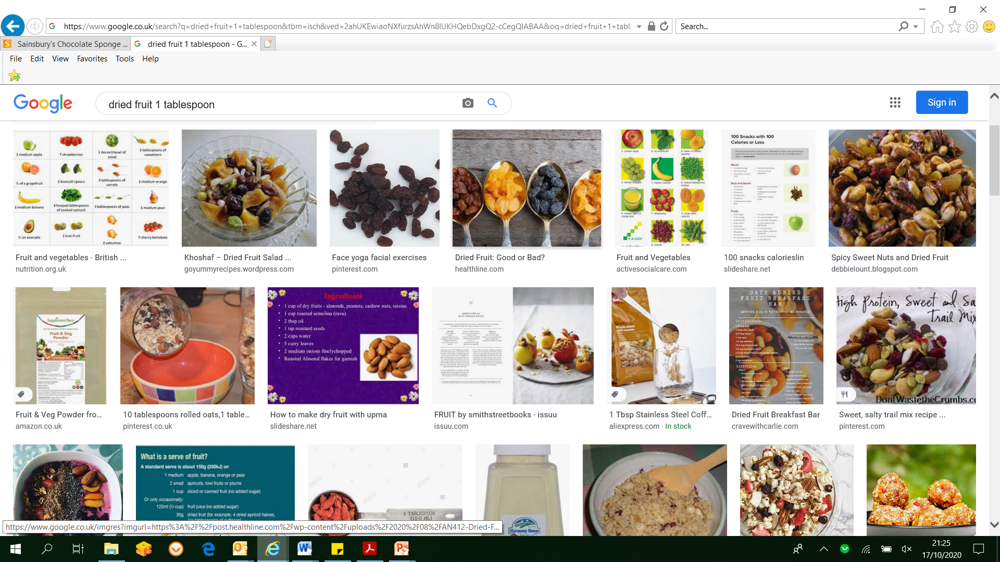 https://www.google.co.uk/search?q=dried+fruit+1+tablespoon&tbm=isch&ved=2ahUKEwiaoNXfurzsAhWn8IUKHQebDxgQ2-cCegQIABAA&oq=dried+fruit+1+tabl
Search...
Sainsbury's Chocolate Sponge ...
dried fruit 1 tablespoon - G...
File Edit View Favorites Tools Help
Google
dried fruit 1 tablespoon
Sign in
1 medium apple
7 strawberries
1 dessert bowl of salad
3 tablespoons of sweetcorn
½ of a grapefruit
2 broccoli spears
3 tablespoons of carrots
1 medium orange
1 medium banana
4 heaped tablespoons of cooked spinach
3 tablespoons of peas
1 medium pear
½ an avocado
2 kiwi fruit
2 satsumas
7 cherry tomatoes
5 A DAY
100 Snacks with 100
Calories or Less
Meats
Nuts and Seeds
Fruits
Fruit and vegetables - British ...
nutrition.org.uk
Khoshaf – Dried Fruit Salad ...
goyummyrecipes.wordpress.com
Face yoga facial exercises
pinterest.com
Dried Fruit: Good or Bad?
healthline.com
Fruit and Vegetables
activesocialcare.com
100 snacks calorieslin
slideshare.net
Spicy Sweet Nuts and Dried Fruit
debbielount.blogspot.com
Supplement Place
Fruit & Veg
Powder
Ingredients
• 1 cup of dry fruits - almonds, peanuts, cashew nuts, raisins.
• 1 cup roasted semolina (rava)
• 2 tbsp oil
• 1 tsp mustard seeds
• 2 cups water
• 5 curry leaves
• 2 medium onions finelychopped
• Roasted Almond flakes for garnish
BAKED APPLES
WITH VANILLA SAUCE
OATS & DRIED
FRUIT BREAKFAST
BAR
INGREDIENTS
DIRECTIONS
High Protein, Sweet and Sa
Trail Mix
DontWastetheCrumbs.co
Fruit & Veg Powder fro...
amazon.co.uk
10 tablespoons rolled oats,1 table...
pinterest.co.uk
How to make dry fruit with upma
slideshare.net
FRUIT by smithstreetbooks - issuu
issuu.com
1 Tbsp Stainless Steel Coff...
aliexpress.com · In stock
Dried Fruit Breakfast Bar
cravewithcarlie.com
Sweet, salty trail mix recipe ...
pinterest.com
What is a serve of fruit?
A standard serve is about 150g (350kJ) or:
1 medium apple, banana, orange or pear
2 small apricots, kiwi fruits or plums
1 cup diced or canned fruit (no added sugar)
Or only occasionally:
125ml (½ cup) fruit juice (no added sugar)
30g dried fruit (for example, 4 dried apricot halves,
1 TABLESPOON
(15.0 ML)
Harmony House
https://www.google.co.uk/imgres?imgurl=https%3A%2F%2Fpost.healthline.com%2Fwp-content%2Fuploads%2F2020%2F08%2FAN412-Dried-F...
21:25
17/10/2020